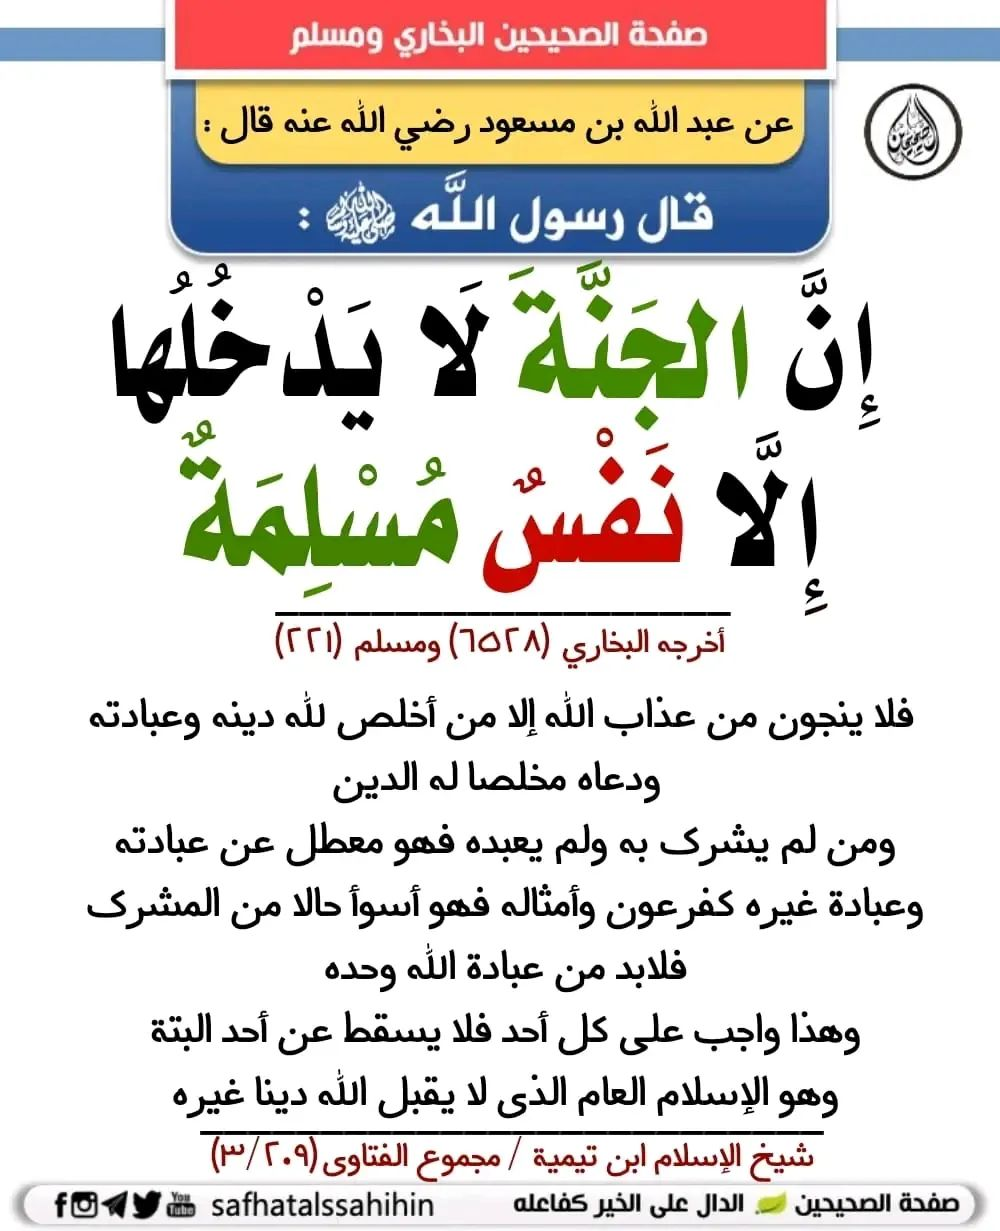 صفحة الصحيحين البخاري ومسلم
عن عبد الله بن مسعود رضي الله عنه قال :
قال رسول اللَّه ﷺ :
إِنَّ الجَنَّةَ لَا يَدْخُلُها
إِلَّا نَفْسٌ مُسْلِمَةٌ
أخرجه البخاري (٦٥٢٨) ومسلم (٢٢١)
فلا ينجون من عذاب الله إلا من أخلص لله دينه وعبادته
ودعاه مخلصا له الدين
ومن لم يشرك به ولم يعبده فهو معطل عن عبادته
وعبادة غيره كفرعون وأمثاله فهو أسوأ حالا من المشرك
فلابد من عبادة الله وحده
وهذا واجب على كل أحد فلا يسقط عن أحد البتة
وهو الإسلام العام الذى لا يقبل الله دينا غيره
شيخ الإسلام ابن تيمية / مجموع الفتاوى (٣/٢٠٩)
صفحة الصحيحين الدال على الخير كفاعله safhatalssahihin You Tube